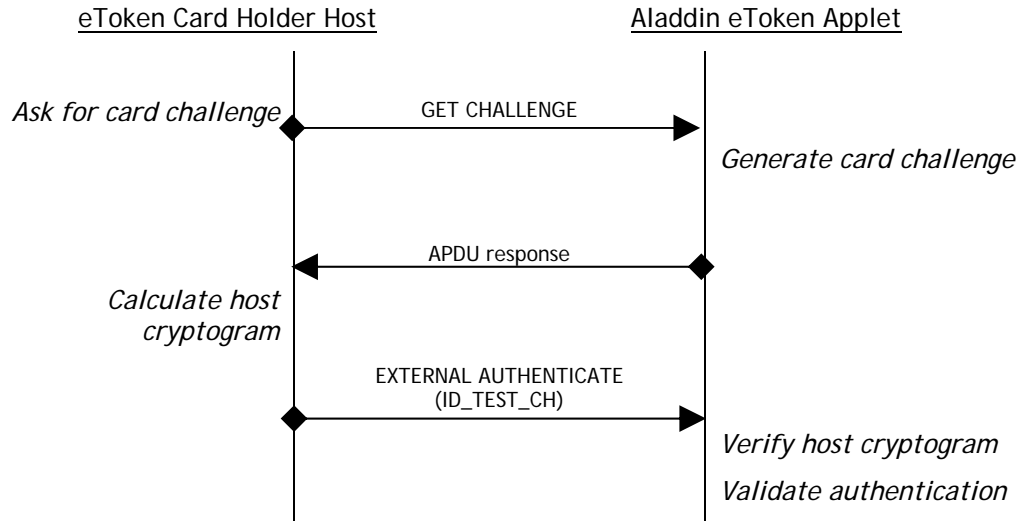 eToken Card Holder Host
Aladdin eToken Applet
Ask for card challenge
GET CHALLENGE
Generate card challenge
APDU response
Calculate host
cryptogram
EXTERNAL AUTHENTICATE
(ID_TEST_CH)
Verify host cryptogram
Validate authentication